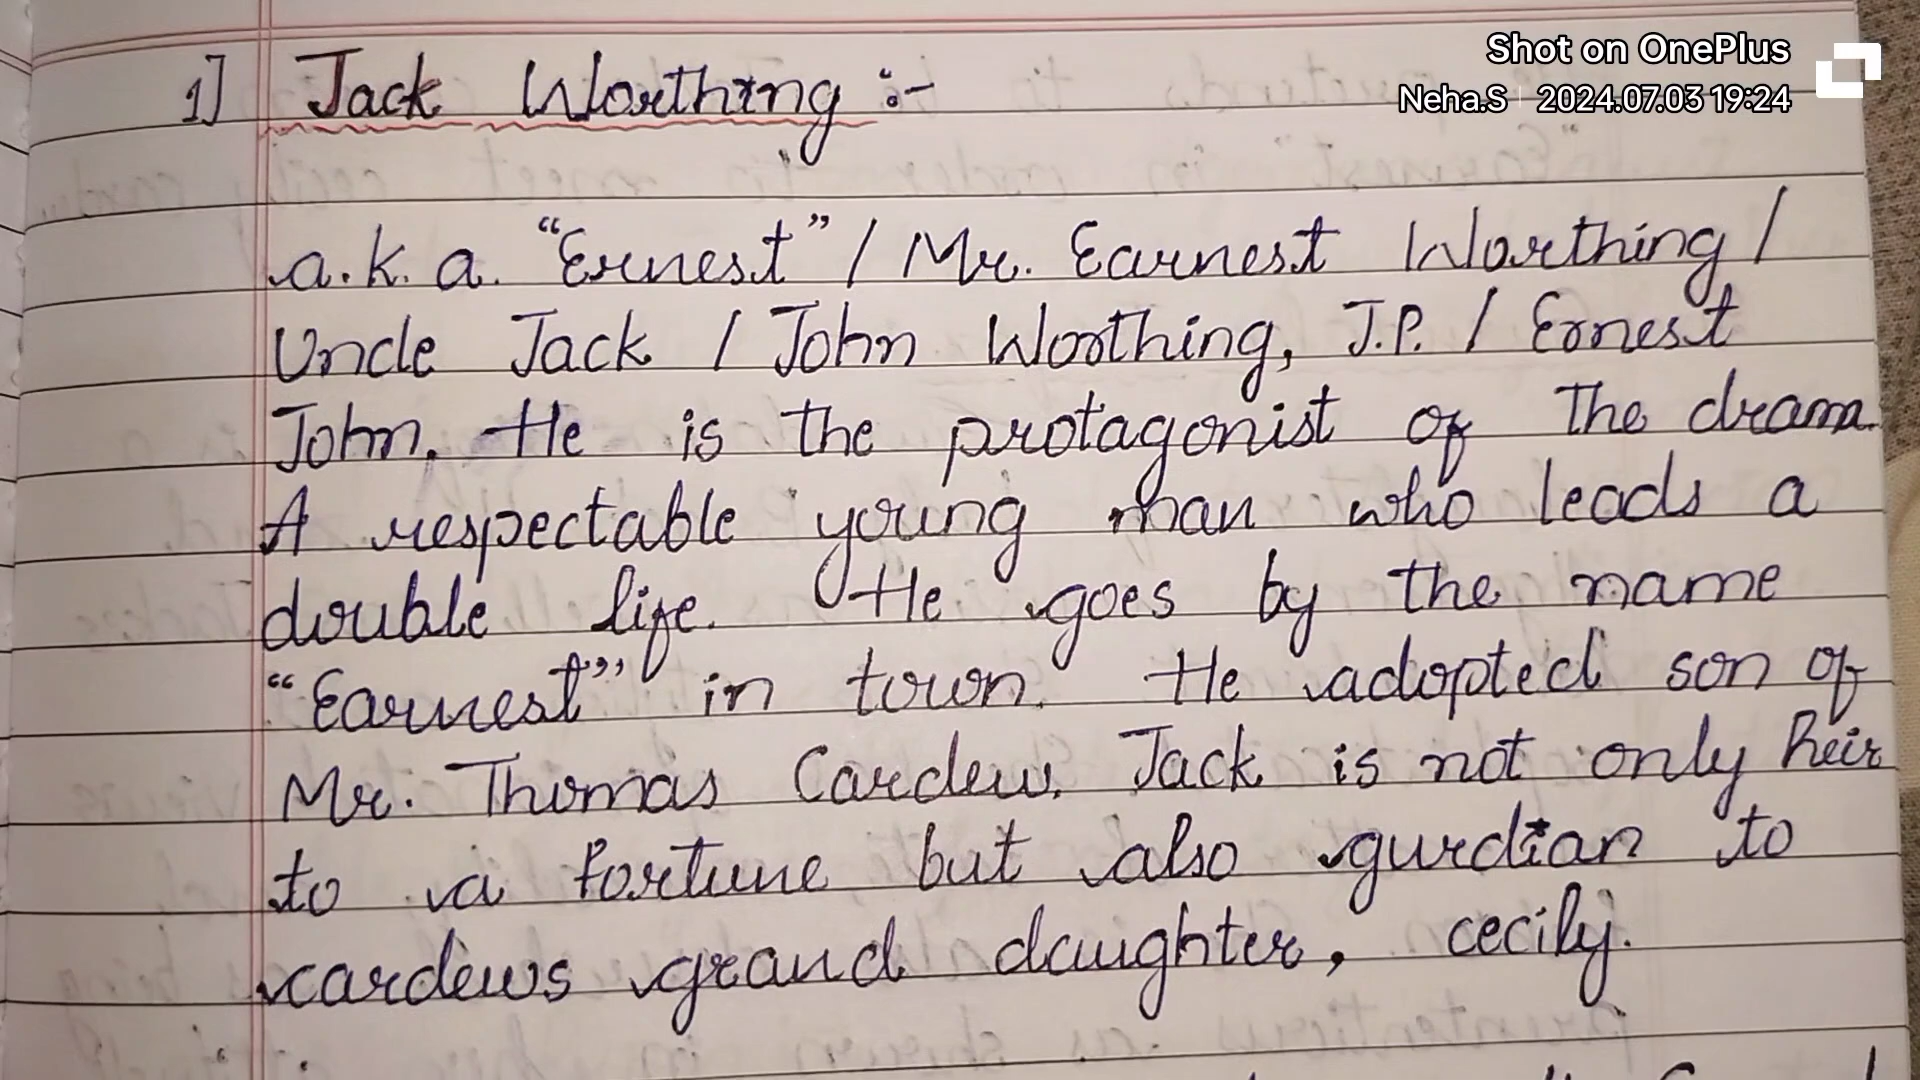 Shot on OnePlus
Neha.S | 2024.07.03 19:24
1] Jack Worthing :-
a.k.a. "Ernest" / Mr. Earnest Worthing /
Uncle Jack / John Worthing, J.P. / Ernest
John. He is the protagonist of the drama.
A respectable young man who leads a
double life. He goes by the name
"Earnest" in town. He adopted son of
Mr. Thomas Cardew. Jack is not only heir
to a fortune but also gurdian to
cardews grand daughter, cecily.